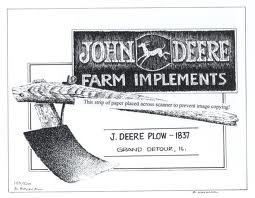 JOHN DEERE
FARM IMPLEMENTS
This strip of paper placed across scanner to prevent image copying!
J. DEERE PLOW - 1837
GRAND DETOUR, IL.